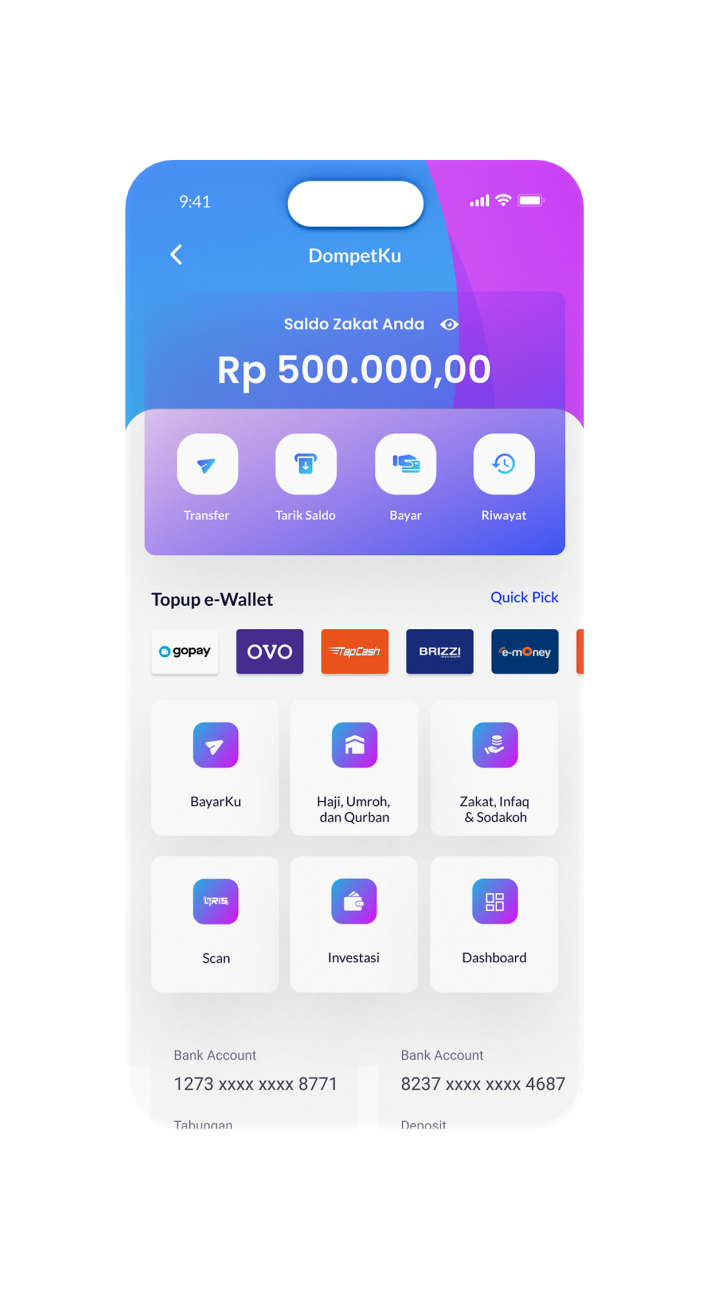 9:41
DompetKu
Saldo Zakat Anda
Rp 500.000,00
Transfer Tarik Saldo Bayar Riwayat
Topup e-Wallet Quick Pick
gopay OVO TapCash BRIZZI e-money
BayarKu Haji, Umroh, Zakat, Infaq
dan Qurban & Sodakoh
QRIS
Scan Investasi Dashboard
Bank Account Bank Account
1273 xxxx xxxx 8771 8237 xxxx xxxx 4687
Tabungan Deposit